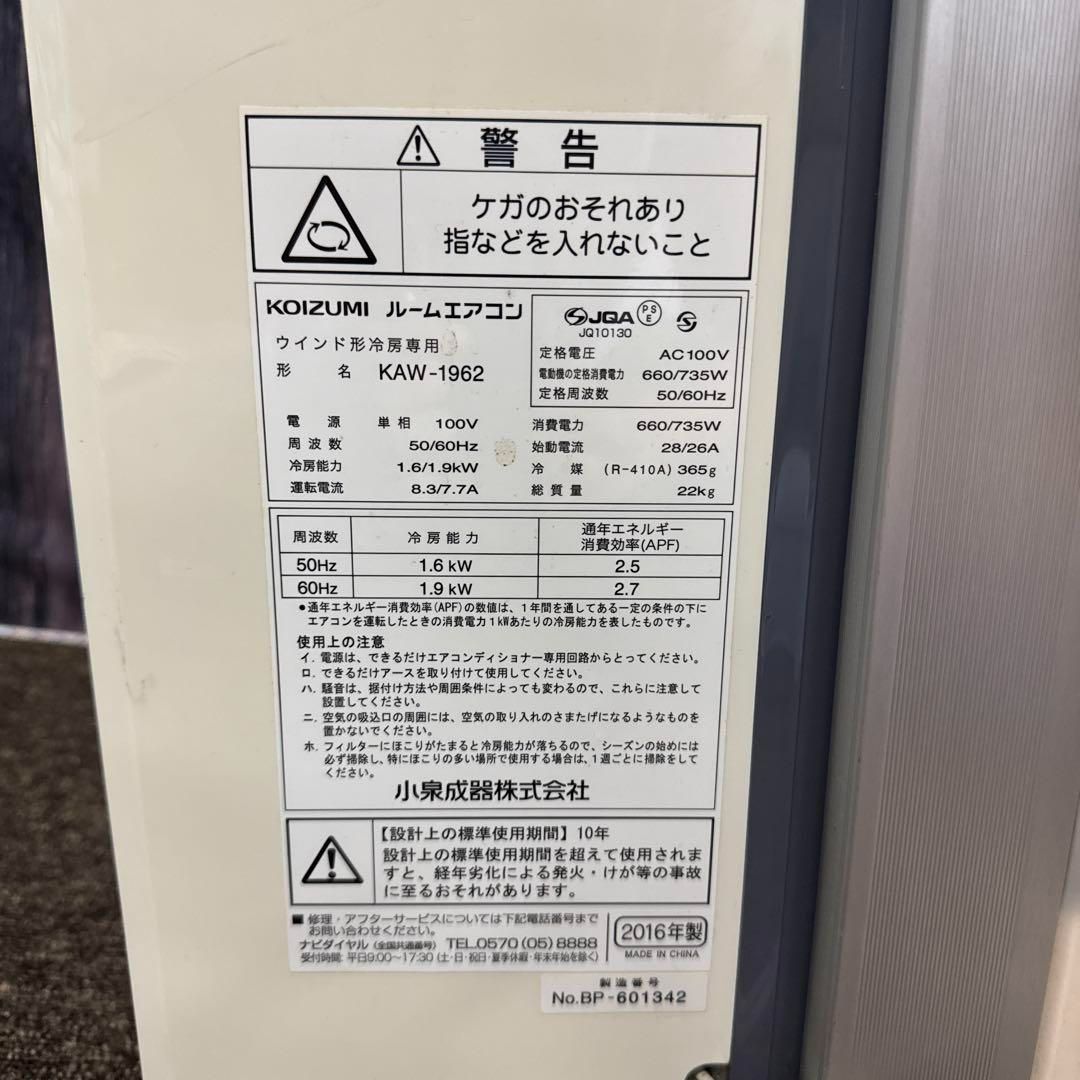 警告
ケガのおそれあり
指などを入れないこと
KOIZUMI ルームエアコン
ウインド形冷房専用
形名 KAW-1962
JQA PSE S
JQ10130
定格電圧 AC100V
電動機の定格消費電力 660/735W
定格周波数 50/60Hz
電源 単相 100V
周波数 50/60Hz
冷房能力 1.6/1.9kW
運転電流 8.3/7.7A
消費電力 660/735W
始動電流 28/26A
冷媒 (R-410A) 365g
総質量 22kg
周波数 冷房能力 通年エネルギー
消費効率(APF)
50Hz 1.6 kW 2.5
60Hz 1.9 kW 2.7
●通年エネルギー消費効率(APF)の数値は、1年間を通してある一定の条件の下に
エアコンを運転したときの消費電力1kWあたりの冷房能力を表したものです。
使用上の注意
イ. 電源は、できるだけエアコンディショナー専用回路からとってください。
ロ. できるだけアースを取り付けて使用してください。
ハ. 騒音は、据付け方法や周囲条件によっても変わるので、これらに注意して
設置してください。
ニ. 空気の吸込口の周囲には、空気の取り入れのさまたげになるようなものを
置かないでください。
ホ. フィルターにほこりがたまると冷房能力が落ちるので、シーズンの始めには
必ず掃除し、特にほこりの多い場所で使用する場合は、1週ごとに掃除をして
ください。
小泉成器株式会社
【設計上の標準使用期間】10年
設計上の標準使用期間を超えて使用されま
すと、経年劣化による発火・けが等の事故
に至るおそれがあります。
■ 修理・アフターサービスについては下記電話番号まで
お問い合わせください。
ナビダイヤル(全国共通番号) TEL.0570(05)8888
受付時間: 平日9:00~17:30 (土・日・祝日・夏季休暇・年末年始を除く)
2016年製
MADE IN CHINA
製造番号
No.BP-601342